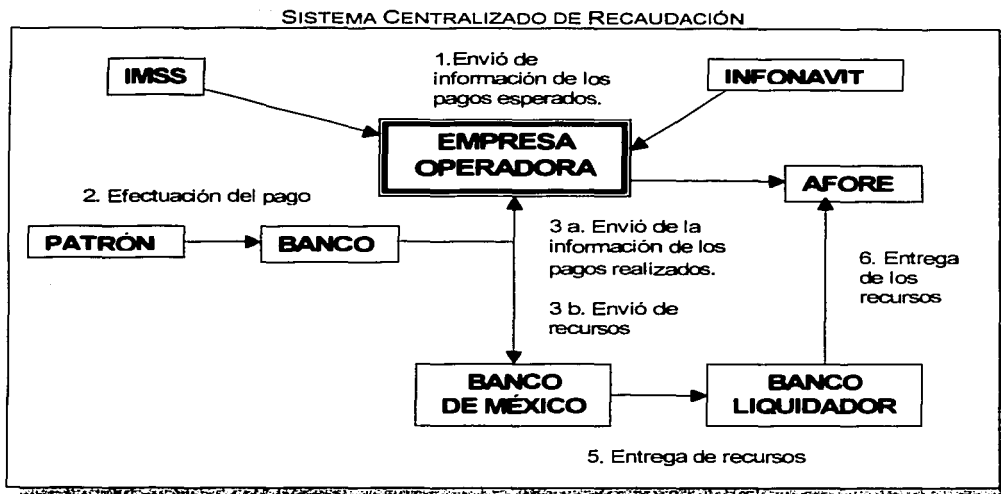 SISTEMA CENTRALIZADO DE RECAUDACIÓN
IMSS
1.Envió de
información de los
pagos esperados.
INFONAVIT
EMPRESA
OPERADORA
AFORE
2. Efectuación del pago
PATRÓN
BANCO
3 a. Envió de la
información de los
pagos realizados.
3 b. Envió de
recursos
6. Entrega
de los
recursos
BANCO
DE MÉXICO
BANCO
LIQUIDADOR
5. Entrega de recursos